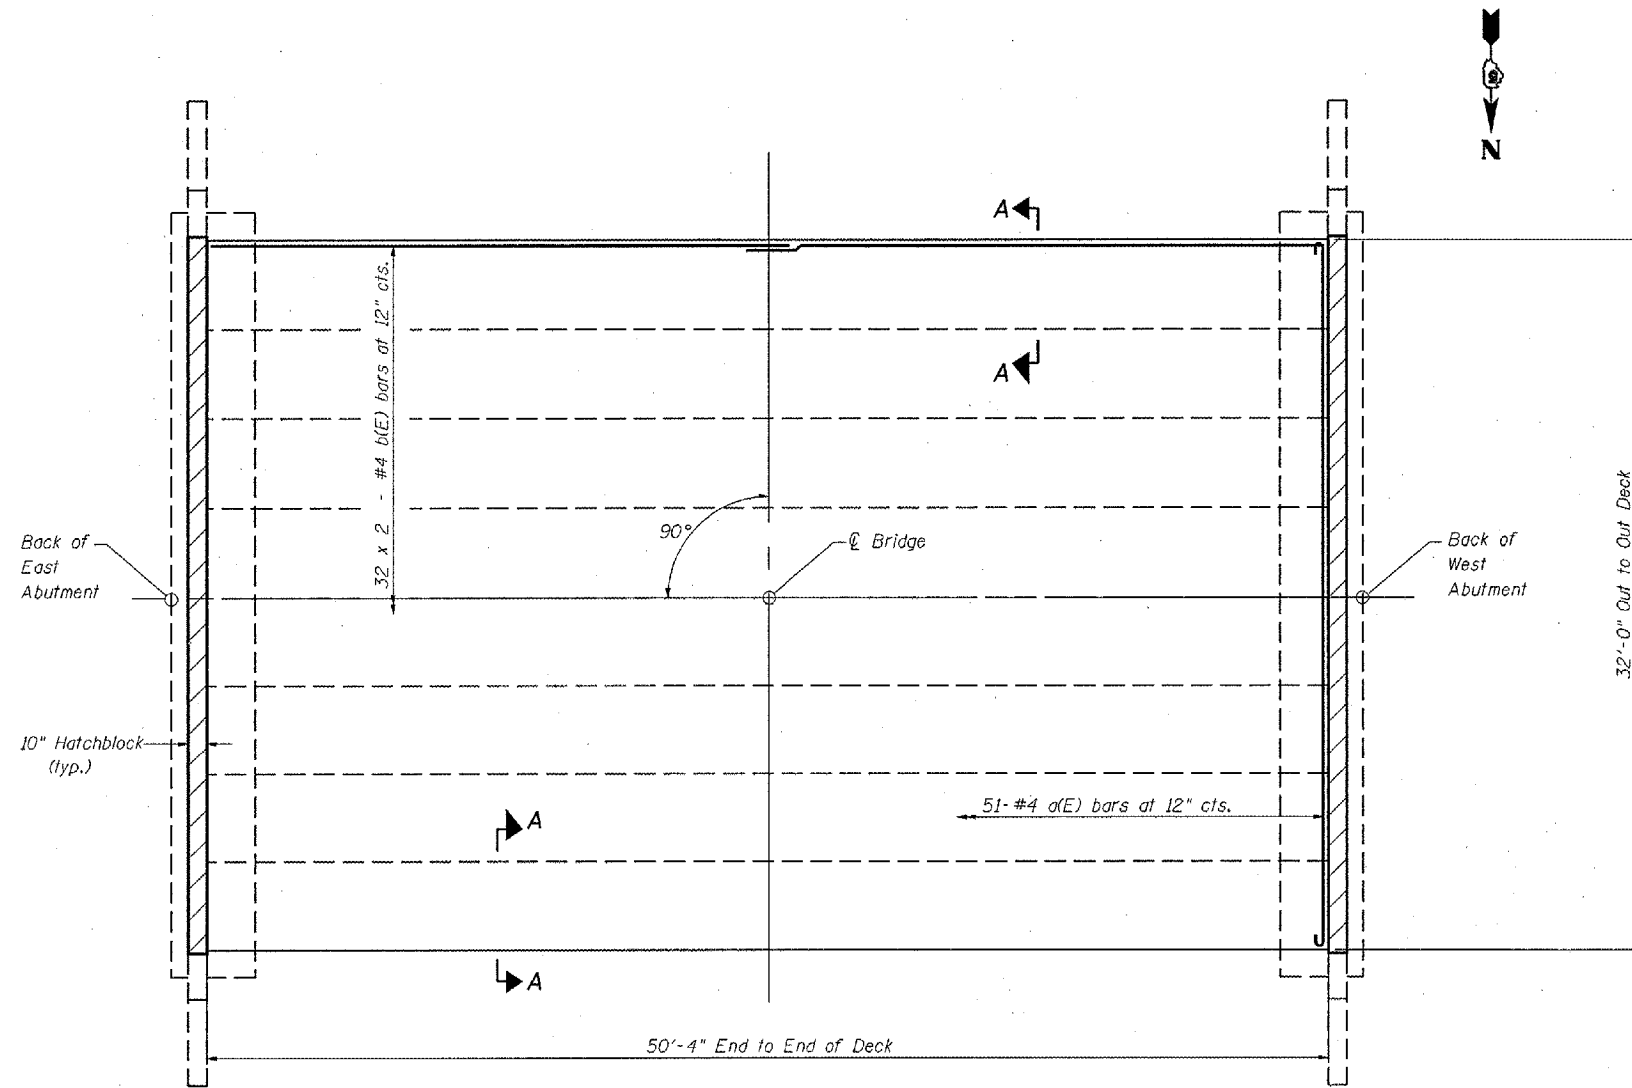 N
A
32 x 2 - #4 b(E) bars at 12" cts.
A
90°
℄ Bridge
Back of
East
Abutment
Back of
West
Abutment
32'-0" Out to Out Deck
10" Hatchblock
(typ.)
51- #4 a(E) bars at 12" cts.
A
A
50'-4" End to End of Deck